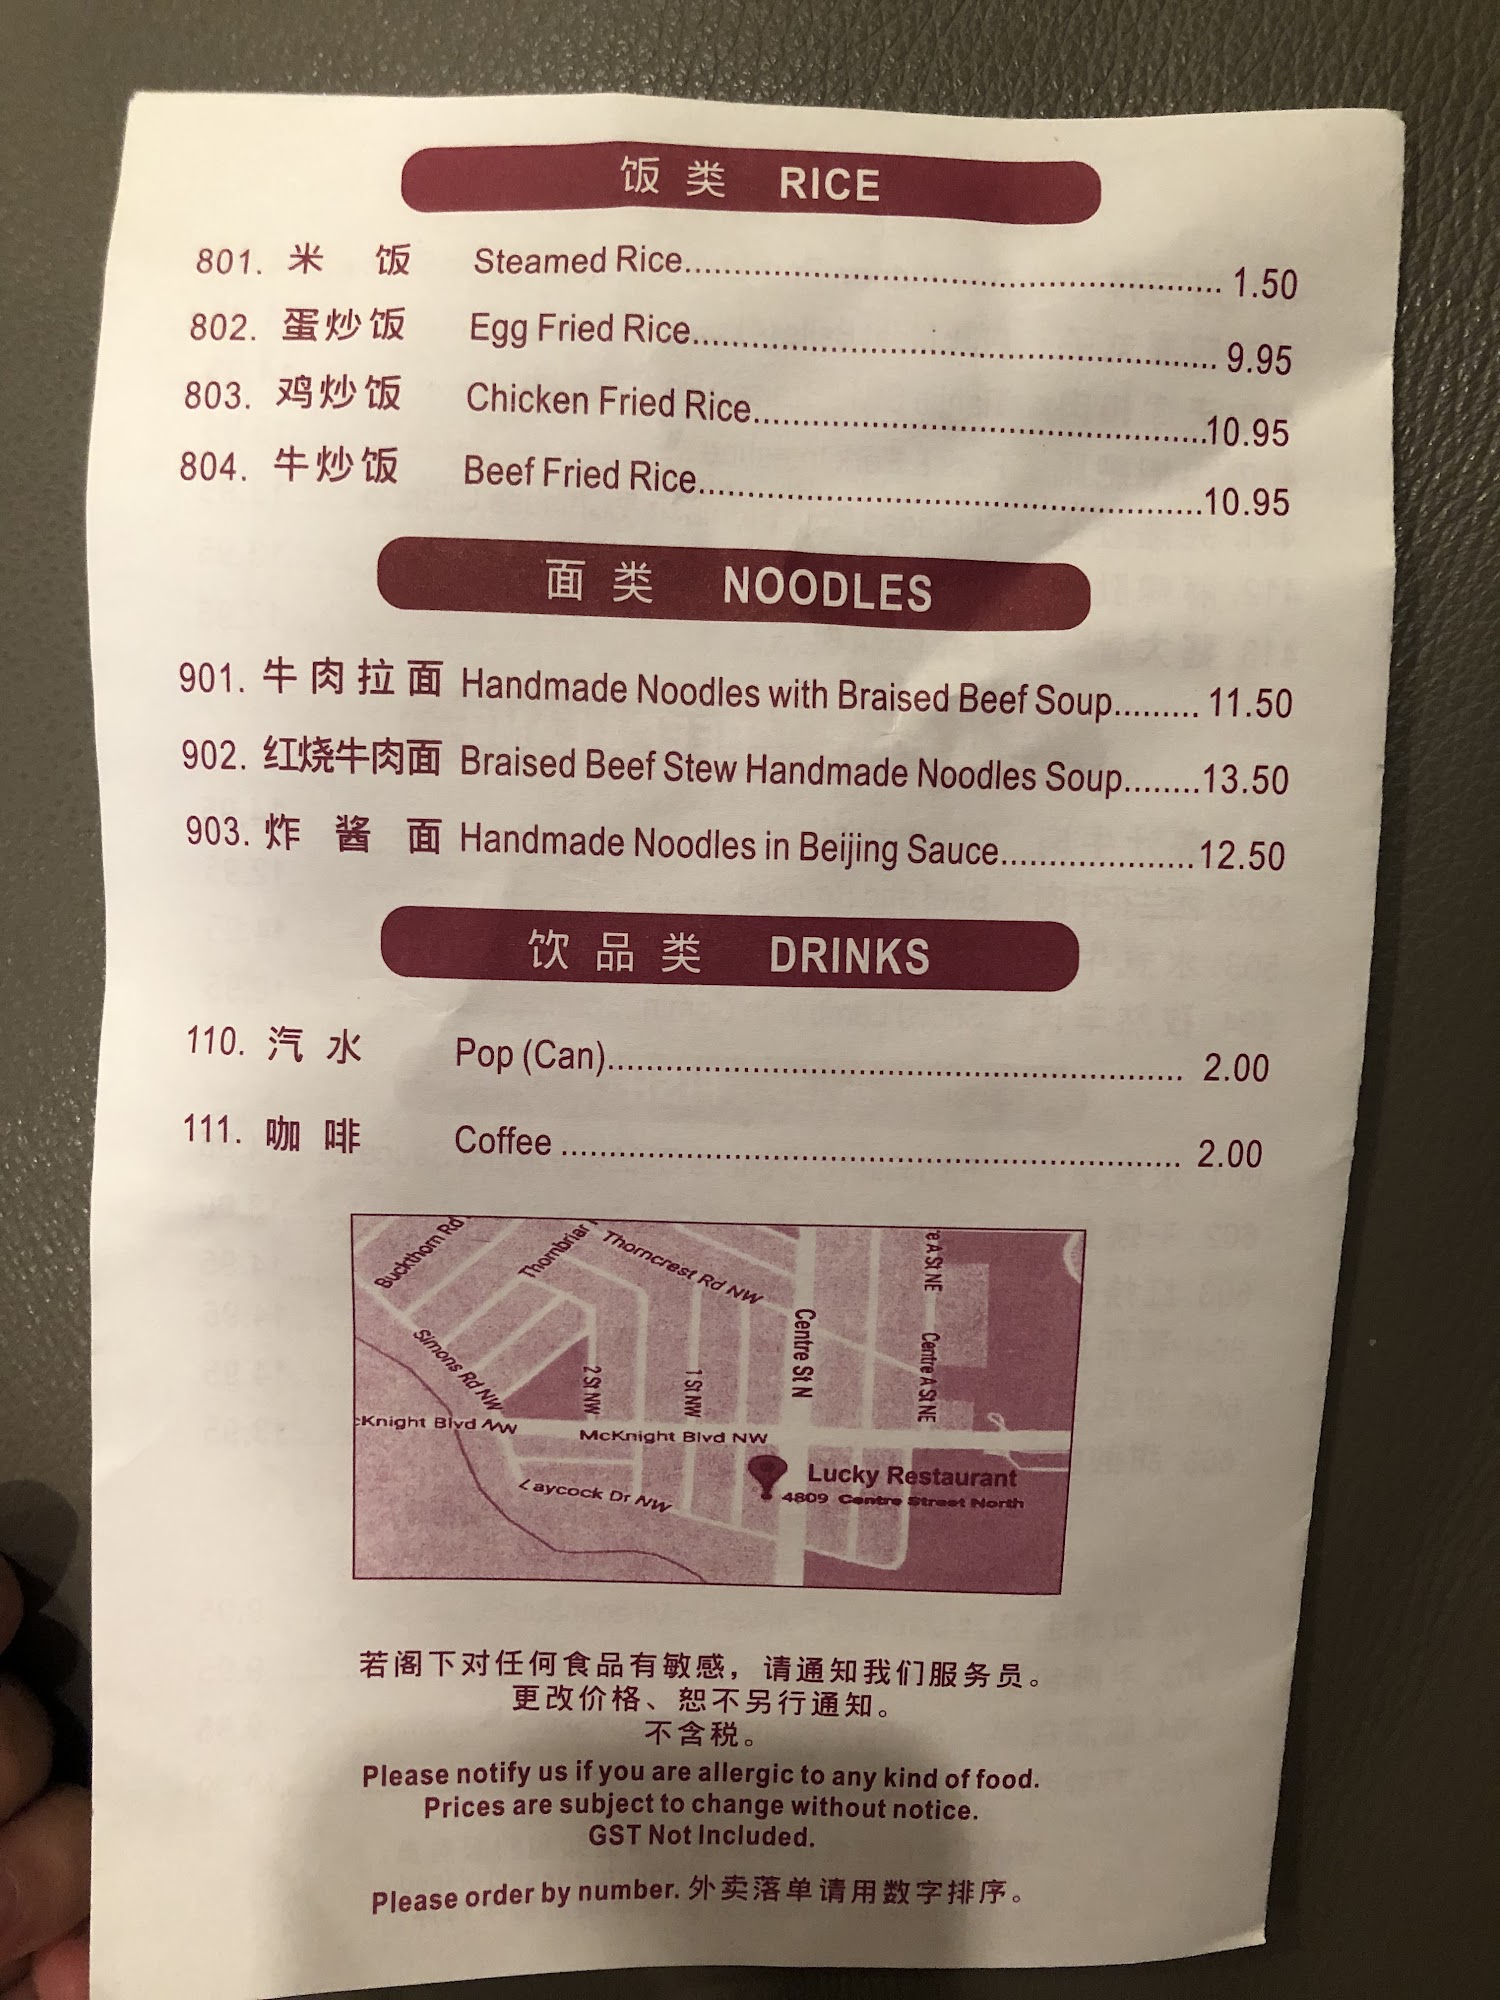 饭类 RICE
801. 米饭 Steamed Rice 1.50
802. 蛋炒饭 Egg Fried Rice 9.95
803. 鸡炒饭 Chicken Fried Rice 10.95
804. 牛炒饭 Beef Fried Rice 10.95
面类 NOODLES
901. 牛肉拉面 Handmade Noodles with Braised Beef Soup 11.50
902. 红烧牛肉面 Braised Beef Stew Handmade Noodles Soup 13.50
903. 炸酱面 Handmade Noodles in Beijing Sauce 12.50
饮品类 DRINKS
110. 汽水 Pop (Can) 2.00
111. 咖啡 Coffee 2.00
Buckthorn Rd
Thornbriar
Thorncrest Rd NW
Centre St N
e A St NE
Centre A St NE
Simons Rd NW
2 St NW
1 St NW
cKnight Blvd NW
McKnight Blvd NW
Laycock Dr NW
Lucky Restaurant
4809 Centre Street North
若阁下对任何食品有敏感，请通知我们服务员。
更改价格、恕不另行通知。
不含税。
Please notify us if you are allergic to any kind of food.
Prices are subject to change without notice.
GST Not Included.
Please order by number. 外卖落单请用数字排序。